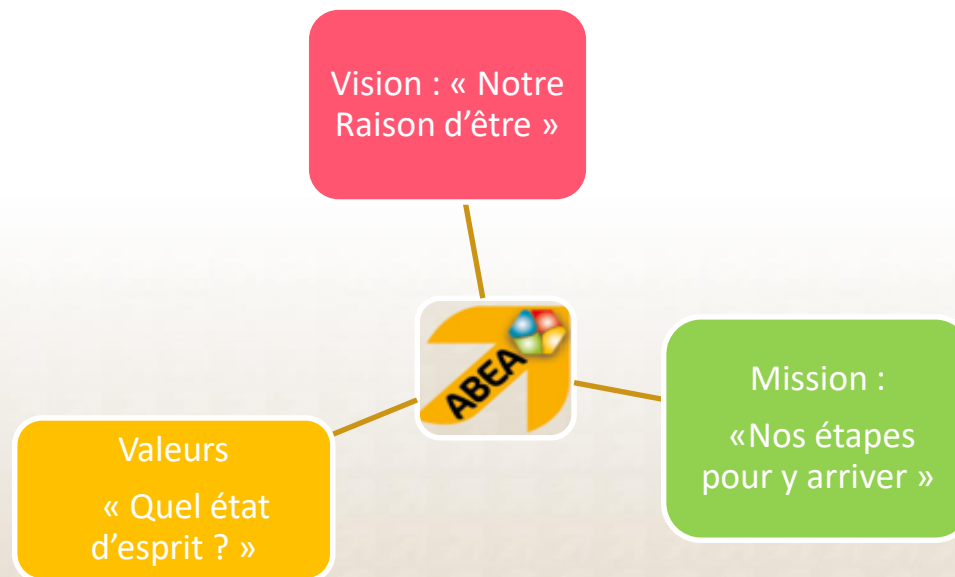 Vision : « Notre
Raison d’être »
ABEA
Mission :
«Nos étapes
pour y arriver »
Valeurs
« Quel état
d’esprit ? »